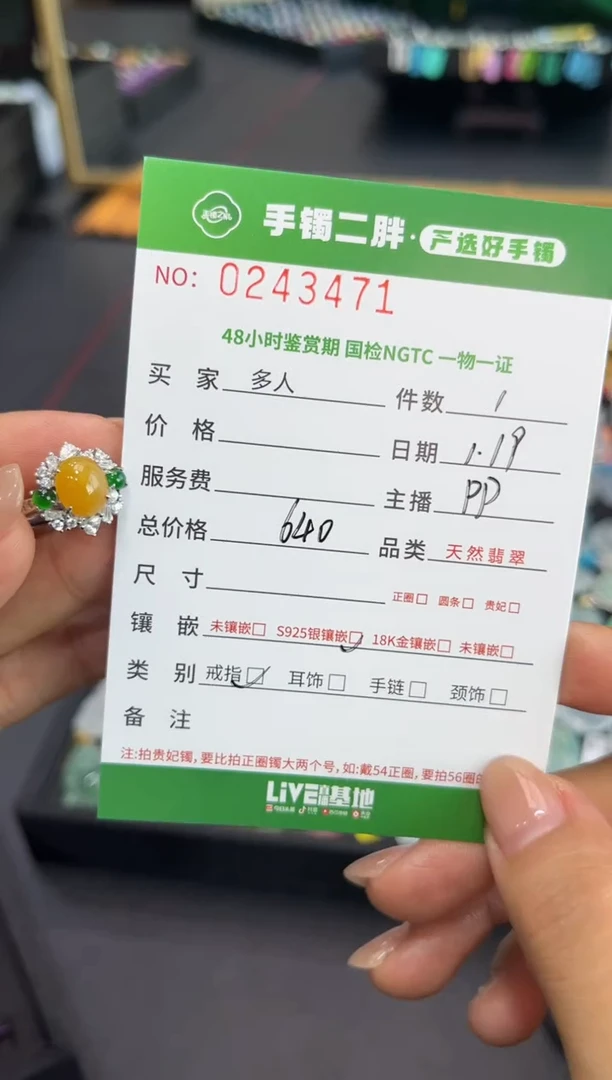 手镯二胖·严选好手镯
NO: 0243471
48小时鉴赏期 国检NGTC 一物一证
买 家 多人 件数 1
价 格 日期 1.19
服务费 主播 PP
总价格 640 品类 天然翡翠
尺 寸 正圈□ 圆条□ 贵妃□
镶 嵌 未镶嵌□ S925银镶嵌☑ 18K金镶嵌□ 未镶嵌□
类 别 戒指☑ 耳饰□ 手链□ 颈饰□
备 注
注:拍贵妃镯,要比拍正圈镯大两个号,如:戴54正圈,要拍56圈
LIVE 基地